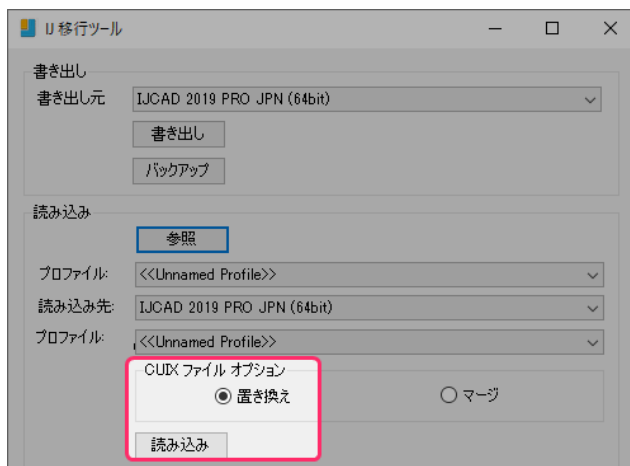 IJ 移行ツール
書き出し
書き出し元 IJCAD 2019 PRO JPN (64bit)
書き出し
バックアップ
読み込み
参照
プロファイル: <<Unnamed Profile>>
読み込み先: IJCAD 2019 PRO JPN (64bit)
プロファイル: <<Unnamed Profile>>
CUIX ファイル オプション
置き換え マージ
読み込み